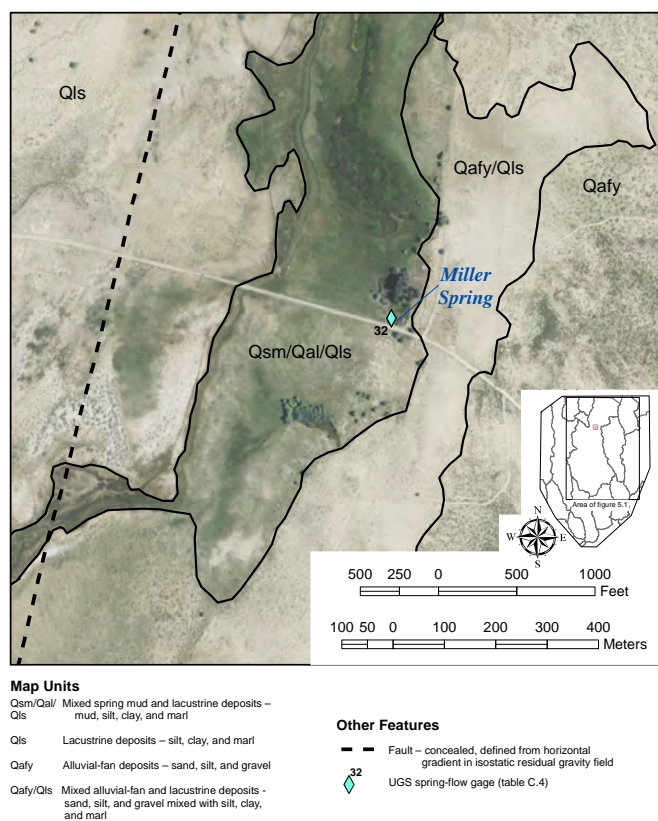 Qls
Qafy/Qls
Qafy
Miller
Spring
32
Qsm/Qal/Qls
Area of figure 5.1
N
W
E
S
500 250 0 500 1000
Feet
100 50 0 100 200 300 400
Meters
Map Units
Qsm/Qal/ Mixed spring mud and lacustrine deposits –
Qls mud, silt, clay, and marl
Qls Lacustrine deposits – silt, clay, and marl
Qafy Alluvial-fan deposits – sand, silt, and gravel
Qafy/Qls Mixed alluvial-fan and lacustrine deposits -
sand, silt, and gravel mixed with silt, clay,
and marl
Other Features
Fault – concealed, defined from horizontal
gradient in isostatic residual gravity field
32
UGS spring-flow gage (table C.4)